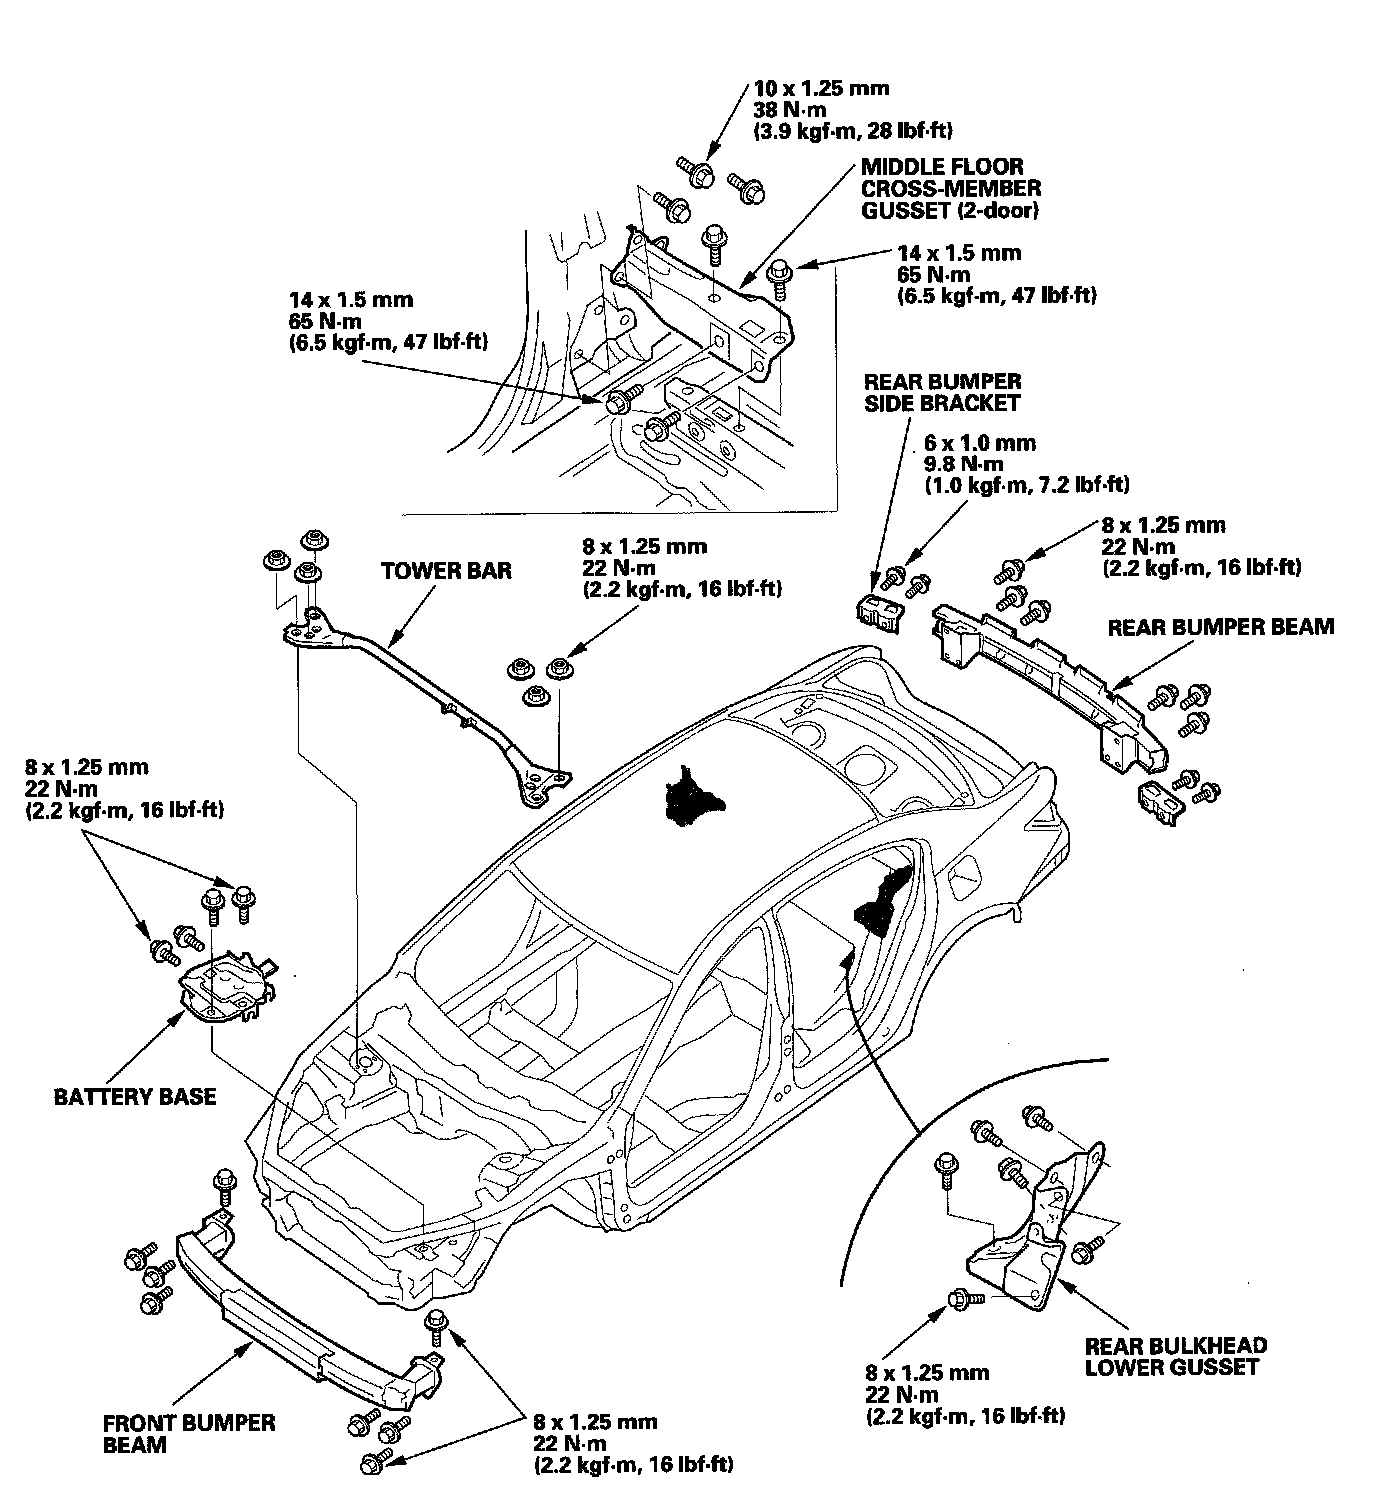 10 x 1.25 mm
38 N·m
(3.9 kgf·m, 28 lbf·ft)
MIDDLE FLOOR
CROSS-MEMBER
GUSSET (2-door)
14 x 1.5 mm
65 N·m
(6.5 kgf·m, 47 lbf·ft)
14 x 1.5 mm
65 N·m
(6.5 kgf·m, 47 lbf·ft)
REAR BUMPER
SIDE BRACKET
6 x 1.0 mm
9.8 N·m
(1.0 kgf·m, 7.2 lbf·ft)
8 x 1.25 mm
22 N·m
(2.2 kgf·m, 16 lbf·ft)
REAR BUMPER BEAM
TOWER BAR
8 x 1.25 mm
22 N·m
(2.2 kgf·m, 16 lbf·ft)
8 x 1.25 mm
22 N·m
(2.2 kgf·m, 16 lbf·ft)
BATTERY BASE
FRONT BUMPER
BEAM
8 x 1.25 mm
22 N·m
(2.2 kgf·m, 16 lbf·ft)
REAR BULKHEAD
LOWER GUSSET
8 x 1.25 mm
22 N·m
(2.2 kgf·m, 16 lbf·ft)